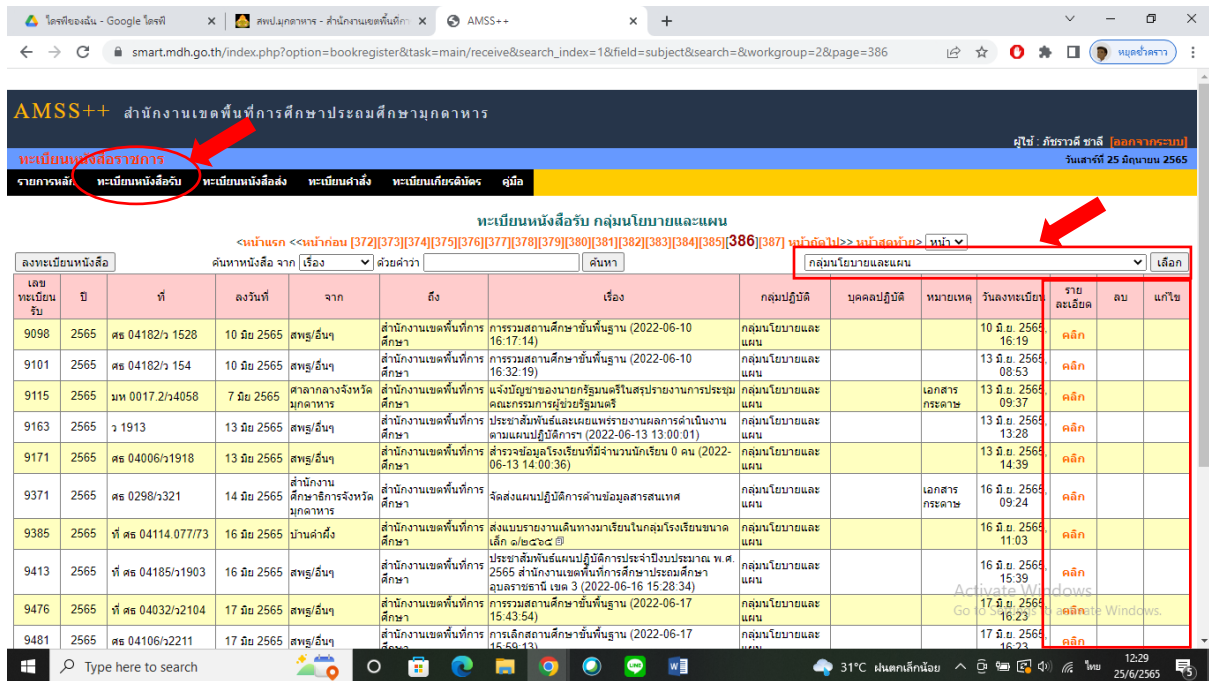 ไดรฟ์ของฉัน - Google ไดรฟ์
สพป.มุกดาหาร - สำนักงานเขตพื้นที่กา
AMSS++
smart.mdh.go.th/index.php?option=bookregister&task=main/receive&search_index=1&field=subject&search=&workgroup=2&page=386
หยุดชั่วคราว
AMSS++ สำนักงานเขตพื้นที่การศึกษาประถมศึกษามุกดาหาร
ผู้ใช้ : ภัชราวดี ชาลี [ออกจากระบบ]
ทะเบียนหนังสือราชการ วันเสาร์ที่ 25 มิถุนายน 2565
รายการหลัก ทะเบียนหนังสือรับ ทะเบียนหนังสือส่ง ทะเบียนคำสั่ง ทะเบียนเกียรติบัตร คู่มือ
ทะเบียนหนังสือรับ กลุ่มนโยบายและแผน
<หน้าแรก <<หน้าก่อน [372][373][374][375][376][377][378][379][380][381][382][383][384][385][386][387] หน้าถัดไป>> หน้าสุดท้าย> หน้า
ลงทะเบียนหนังสือ ค้นหาหนังสือ จาก เรื่อง ด้วยคำว่า ค้นหา กลุ่มนโยบายและแผน เลือก
เลขทะเบียนรับ ปี ที่ ลงวันที่ จาก ถึง เรื่อง กลุ่มปฏิบัติ บุคคลปฏิบัติ หมายเหตุ วันลงทะเบียน รายละเอียด ลบ แก้ไข
9098 2565 ศธ 04182/ว 1528 10 มิย 2565 สพฐ/อื่นๆ สำนักงานเขตพื้นที่การศึกษา การรวมสถานศึกษาขั้นพื้นฐาน (2022-06-10 16:17:14) กลุ่มนโยบายและแผน 10 มิ.ย. 2565, 16:19 คลิก
9101 2565 ศธ 04182/ว 154 10 มิย 2565 สพฐ/อื่นๆ สำนักงานเขตพื้นที่การศึกษา การรวมสถานศึกษาขั้นพื้นฐาน (2022-06-10 16:32:19) กลุ่มนโยบายและแผน 13 มิ.ย. 2565, 08:53 คลิก
9115 2565 มห 0017.2/ว4058 7 มิย 2565 ศาลากลางจังหวัดมุกดาหาร สำนักงานเขตพื้นที่การศึกษา แจ้งบัญชาของนายกรัฐมนตรีในสรุปรายงานการประชุมคณะกรรมการผู้ช่วยรัฐมนตรี กลุ่มนโยบายและแผน เอกสารกระดาษ 13 มิ.ย. 2565, 09:37 คลิก
9163 2565 ว 1913 13 มิย 2565 สพฐ/อื่นๆ สำนักงานเขตพื้นที่การศึกษา ประชาสัมพันธ์และเผยแพร่รายงานผลการดำเนินงานตามแผนปฏิบัติการฯ (2022-06-13 13:00:01) กลุ่มนโยบายและแผน 13 มิ.ย. 2565, 13:28 คลิก
9171 2565 ศธ 04006/ว1918 13 มิย 2565 สพฐ/อื่นๆ สำนักงานเขตพื้นที่การศึกษา สำรวจข้อมูลโรงเรียนที่มีจำนวนนักเรียน 0 คน (2022-06-13 14:00:36) กลุ่มนโยบายและแผน 13 มิ.ย. 2565, 14:39 คลิก
9371 2565 ศธ 0298/ว321 14 มิย 2565 สำนักงานศึกษาธิการจังหวัดมุกดาหาร สำนักงานเขตพื้นที่การศึกษา จัดส่งแผนปฏิบัติการด้านข้อมูลสารสนเทศ กลุ่มนโยบายและแผน เอกสารกระดาษ 16 มิ.ย. 2565, 09:24 คลิก
9385 2565 ที่ ศธ 04114.077/73 16 มิย 2565 บ้านคำผึ้ง สำนักงานเขตพื้นที่การศึกษา ส่งแบบรายงานเดินทางมาเรียนในกลุ่มโรงเรียนขนาดเล็ก ๑/๒๕๖๕ กลุ่มนโยบายและแผน 16 มิ.ย. 2565, 11:03 คลิก
9413 2565 ที่ ศธ 04185/ว1903 16 มิย 2565 สพฐ/อื่นๆ สำนักงานเขตพื้นที่การศึกษา ประชาสัมพันธ์แผนปฏิบัติการประจำปีงบประมาณ พ.ศ. 2565 สำนักงานเขตพื้นที่การศึกษาประถมศึกษาอุบลราชธานี เขต 3 (2022-06-16 15:28:34) กลุ่มนโยบายและแผน 16 มิ.ย. 2565, 15:39 คลิก
9476 2565 ที่ ศธ 04032/ว2104 17 มิย 2565 สพฐ/อื่นๆ สำนักงานเขตพื้นที่การศึกษา การรวมสถานศึกษาขั้นพื้นฐาน (2022-06-17 15:43:54) กลุ่มนโยบายและแผน 17 มิ.ย. 2565, 16:23 คลิก
9481 2565 ศธ 04106/ว2211 17 มิย 2565 สพฐ/อื่นๆ สำนักงานเขตพื้นที่การศึกษา การเลิกสถานศึกษาขั้นพื้นฐาน (2022-06-17 15:59:13) กลุ่มนโยบายและแผน 17 มิ.ย. 2565, 16:23 คลิก
Activate Windows
Go to Settings to activate Windows.
Type here to search 31°C ฝนตกเล็กน้อย ไทย 12:29
25/6/2565 5